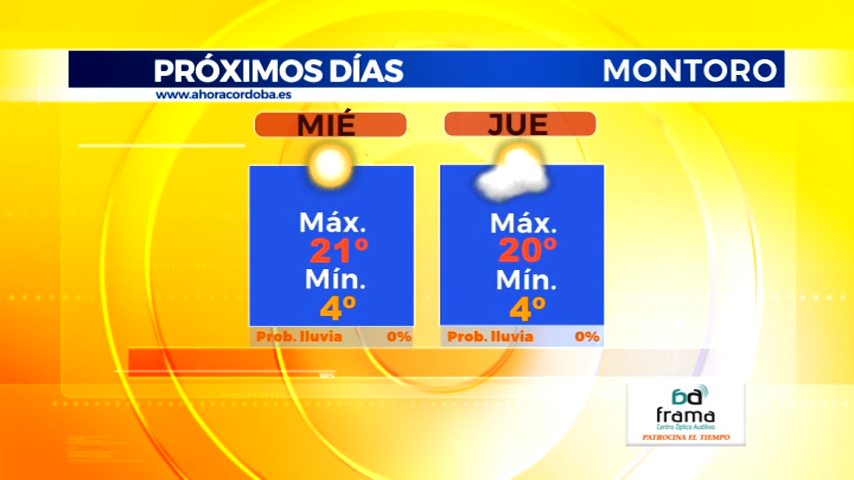 PRÓXIMOS DÍAS
MONTORO
www.ahoracordoba.es
MIÉ
JUE
Máx.
21º
Mín.
4º
Prob. lluvia 0%
Máx.
20º
Mín.
4º
Prob. lluvia 0%
100%
frama
Centro Óptico Auditivo
PATROCINA EL TIEMPO